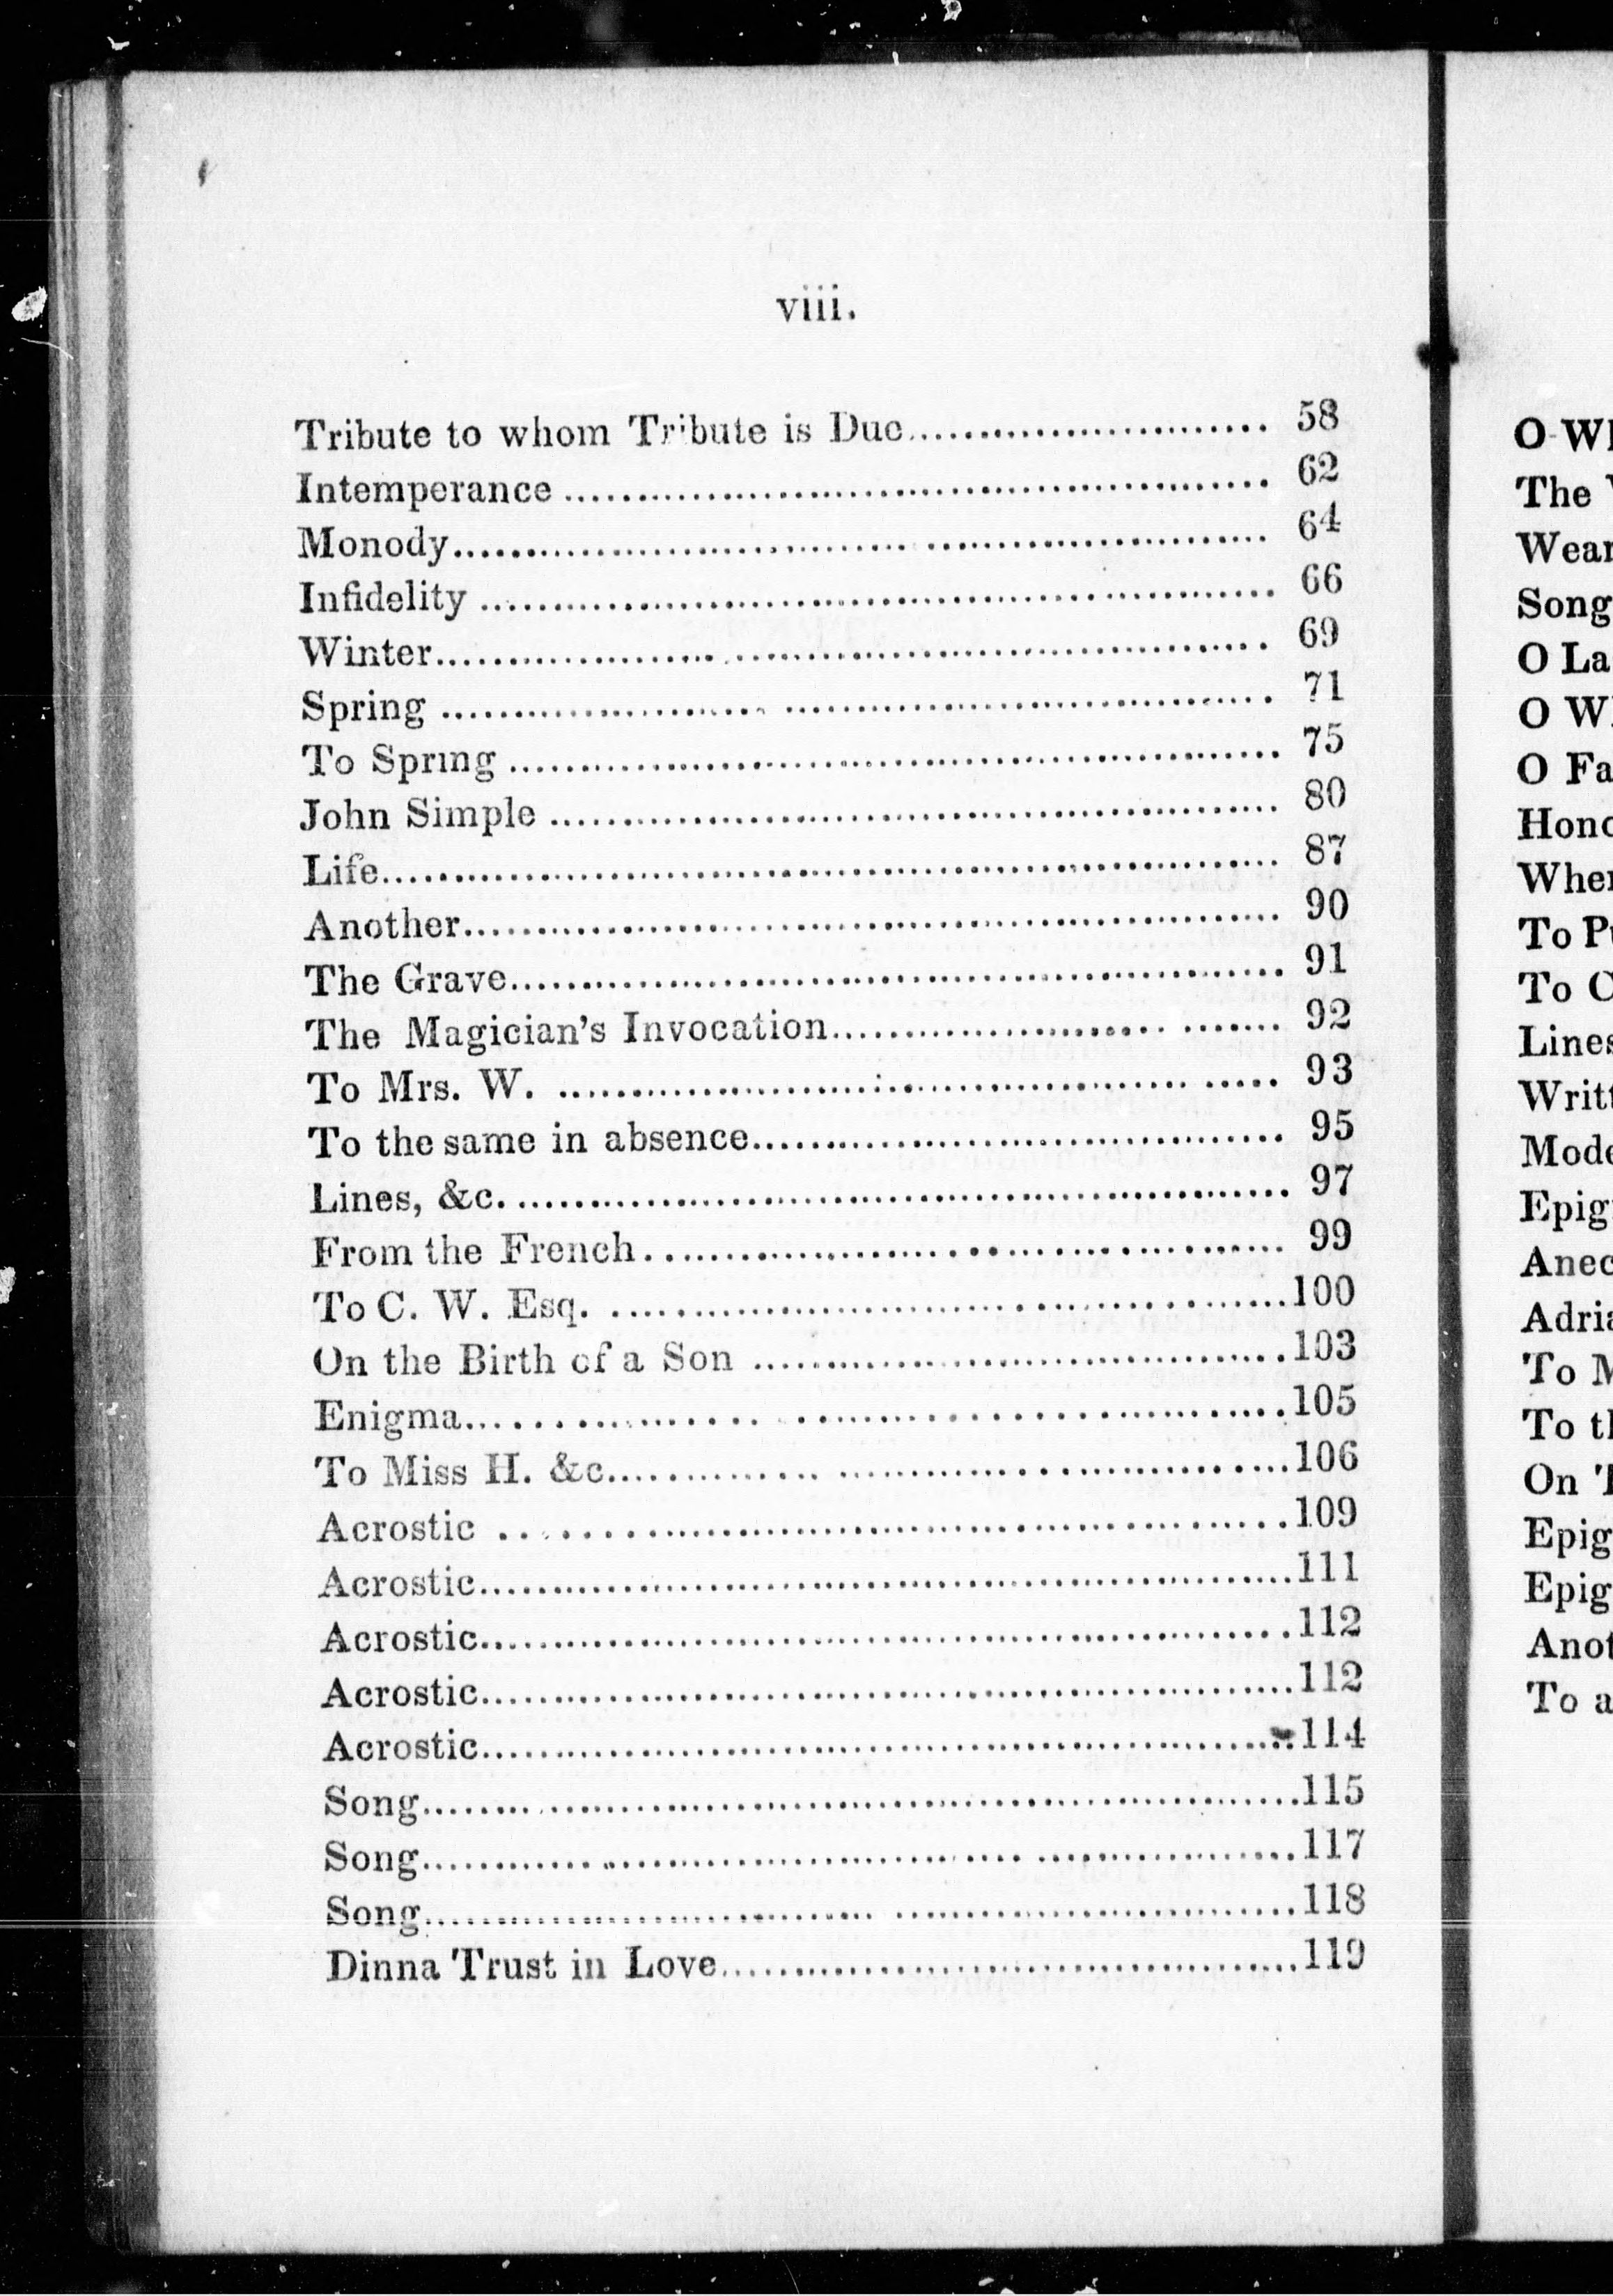 viii.
Tribute to whom Tribute is Due.......................... 58
Intemperance ................................................ 62
Monody........................................................ 64
Infidelity ...................................................... 66
Winter......................................................... 69
Spring ......................................................... 71
To Spring ..................................................... 75
John Simple .................................................. 80
Life............................................................. 87
Another........................................................ 90
The Grave..................................................... 91
The Magician's Invocation............................... 92
To Mrs. W. .................................................. 93
To the same in absence..................................... 95
Lines, &c. ..................................................... 97
From the French............................................. 99
To C. W. Esq. ...............................................100
On the Birth of a Son .....................................103
Enigma.........................................................105
To Miss H. &c................................................106
Acrostic .......................................................109
Acrostic........................................................111
Acrostic........................................................112
Acrostic........................................................112
Acrostic........................................................114
Song............................................................115
Song............................................................117
Song............................................................118
Dinna Trust in Love........................................119
O
The
Song
O La
O
O Fa
To
To
Lines
To
To
On
To a